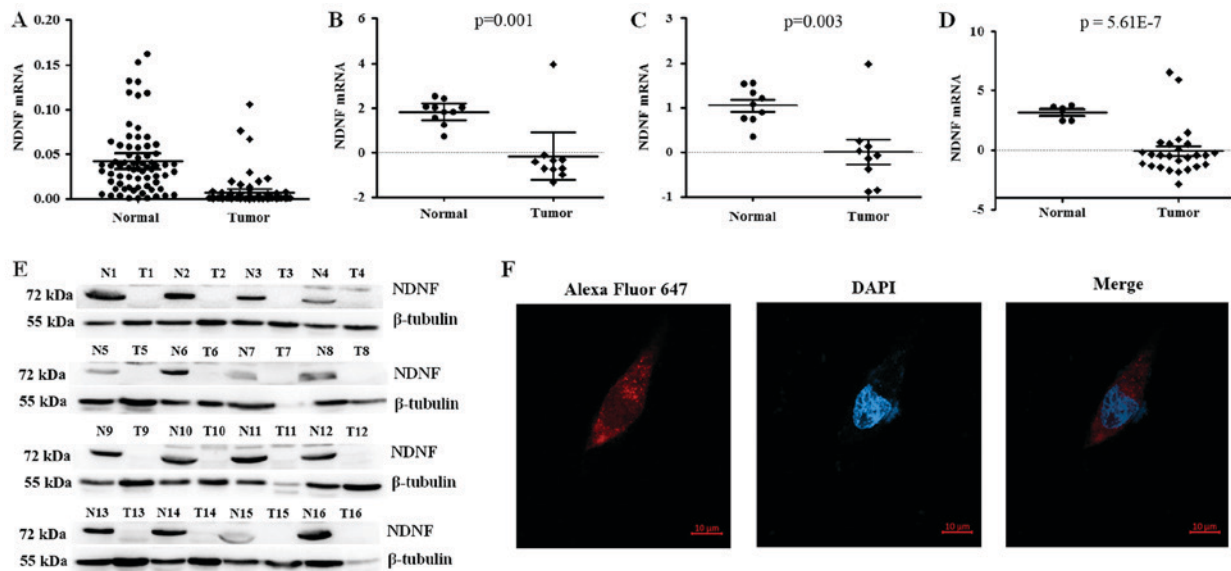 A
NDNF mRNA
0.20
0.15
0.10
0.05
0.00
Normal Tumor
B
p=0.001
NDNF mRNA
6
4
2
0
-2
Normal Tumor
C
p=0.003
NDNF mRNA
3
2
1
0
-1
Normal Tumor
D
p = 5.61E-7
NDNF mRNA
10
5
0
-5
Normal Tumor
E
N1 T1 N2 T2 N3 T3 N4 T4
72 kDa NDNF
55 kDa β-tubulin
N5 T5 N6 T6 N7 T7 N8 T8
72 kDa NDNF
55 kDa β-tubulin
N9 T9 N10 T10 N11 T11 N12 T12
72 kDa NDNF
55 kDa β-tubulin
N13 T13 N14 T14 N15 T15 N16 T16
72 kDa NDNF
55 kDa β-tubulin
F
Alexa Fluor 647 DAPI Merge
10 μm 10 μm 10 μm